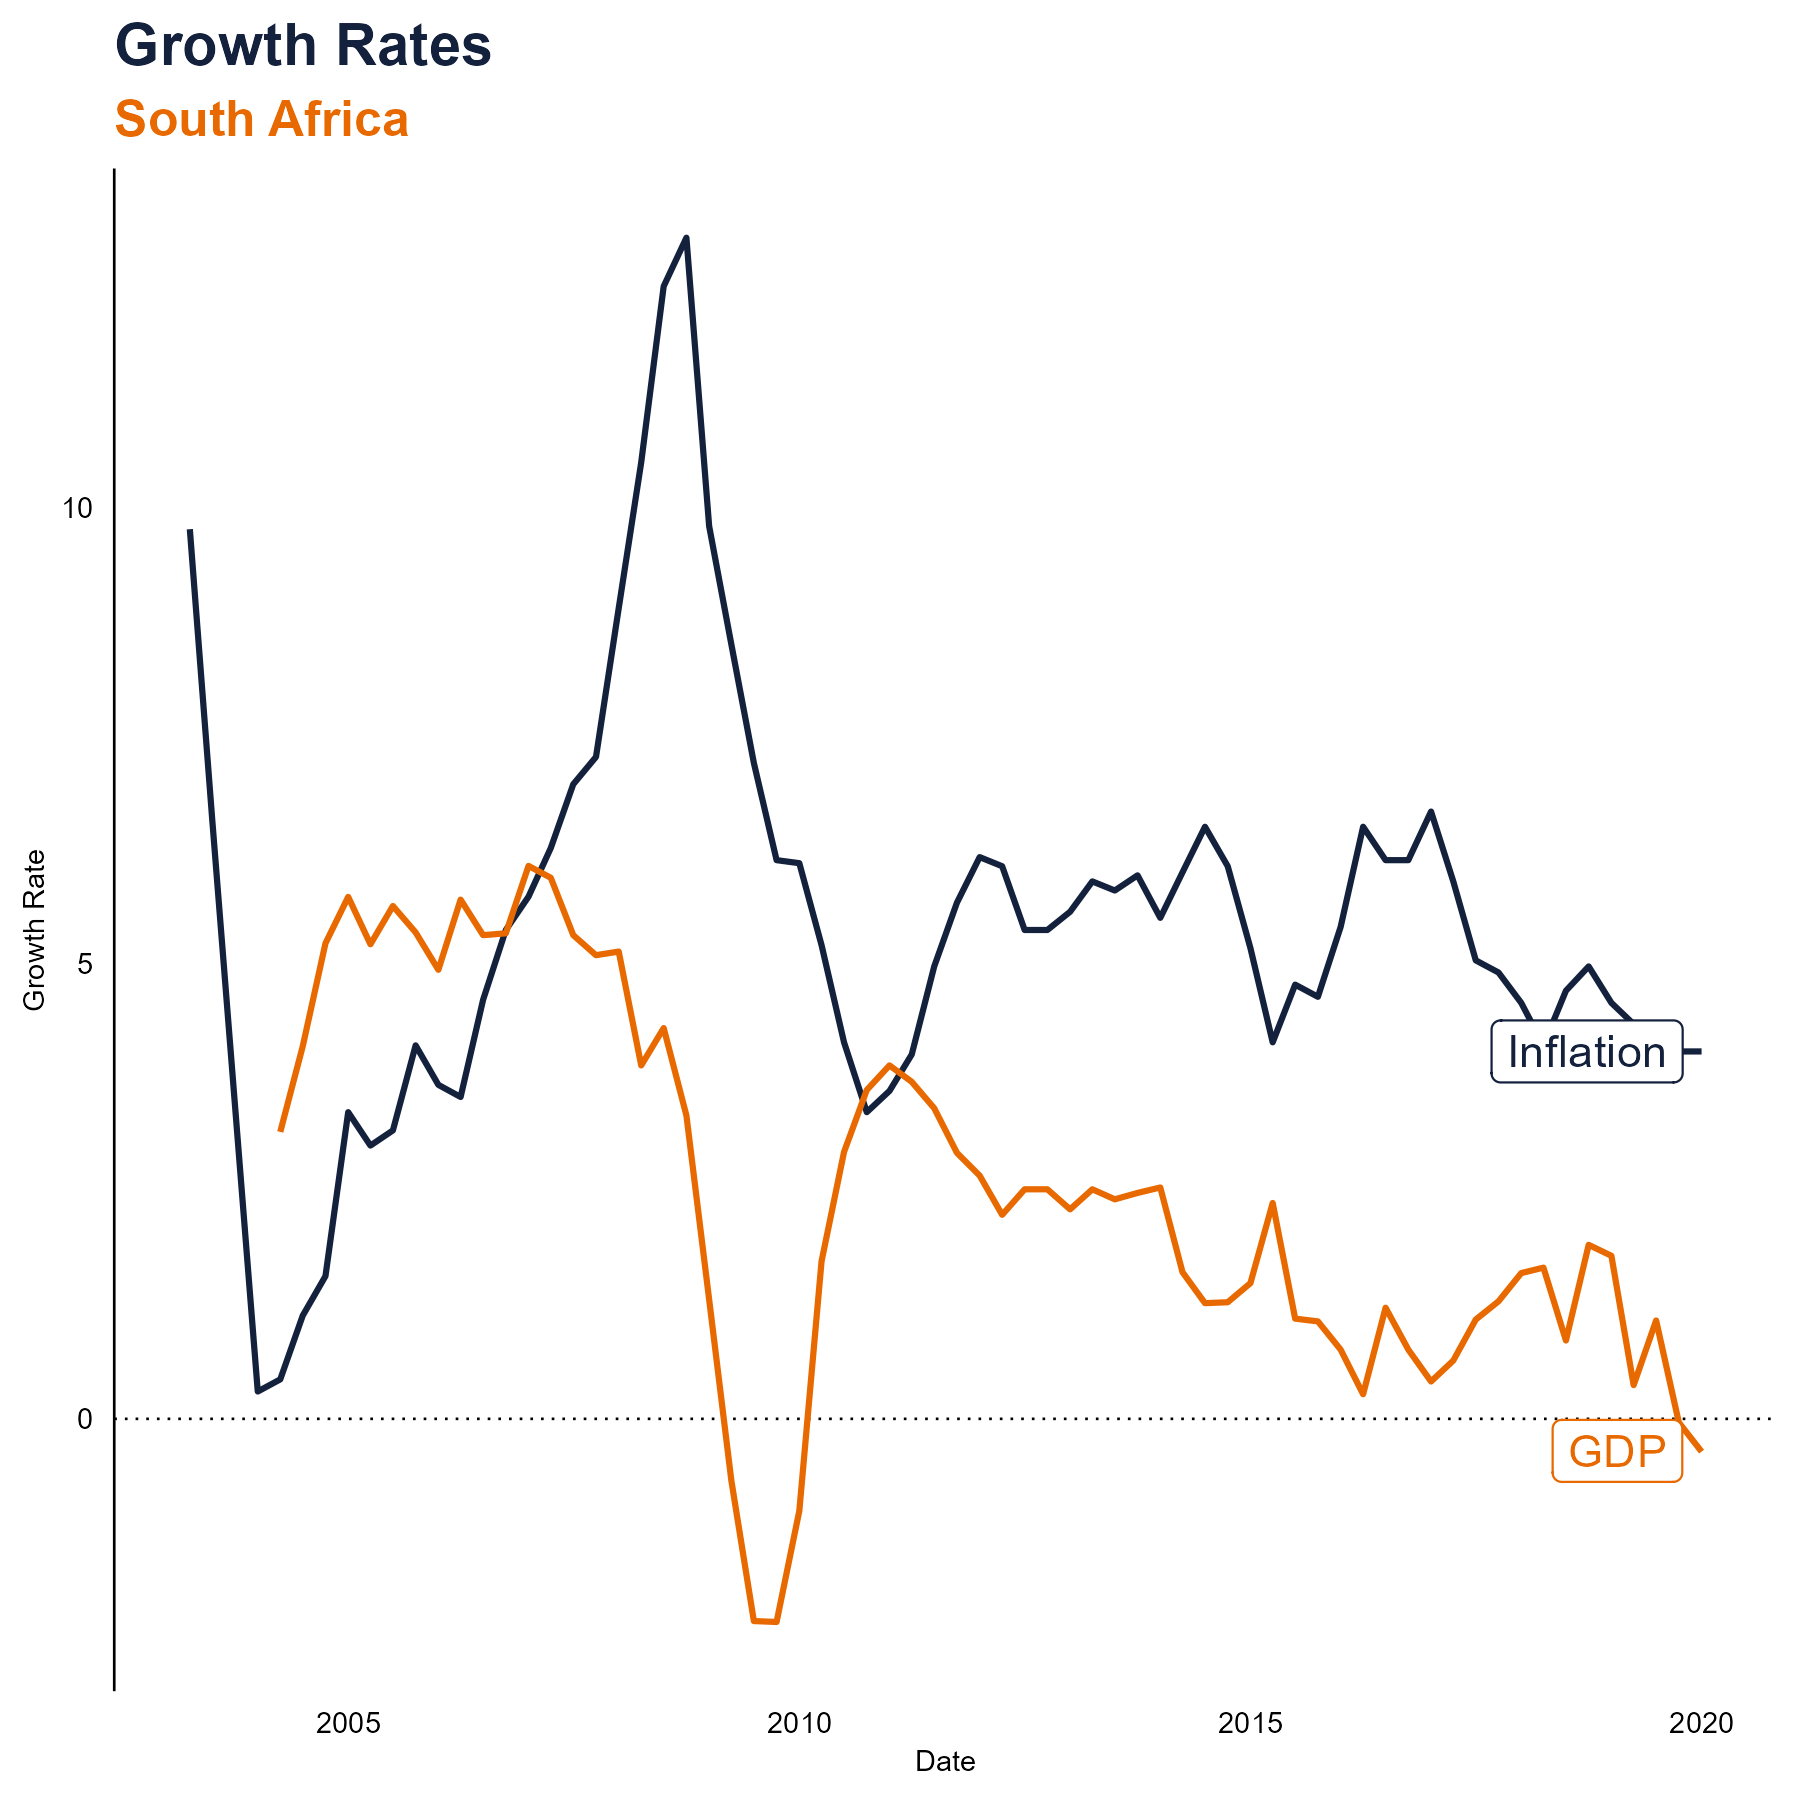 Growth Rates
South Africa
10
5
0
Growth Rate
Inflation
GDP
2005
2010
2015
2020
Date